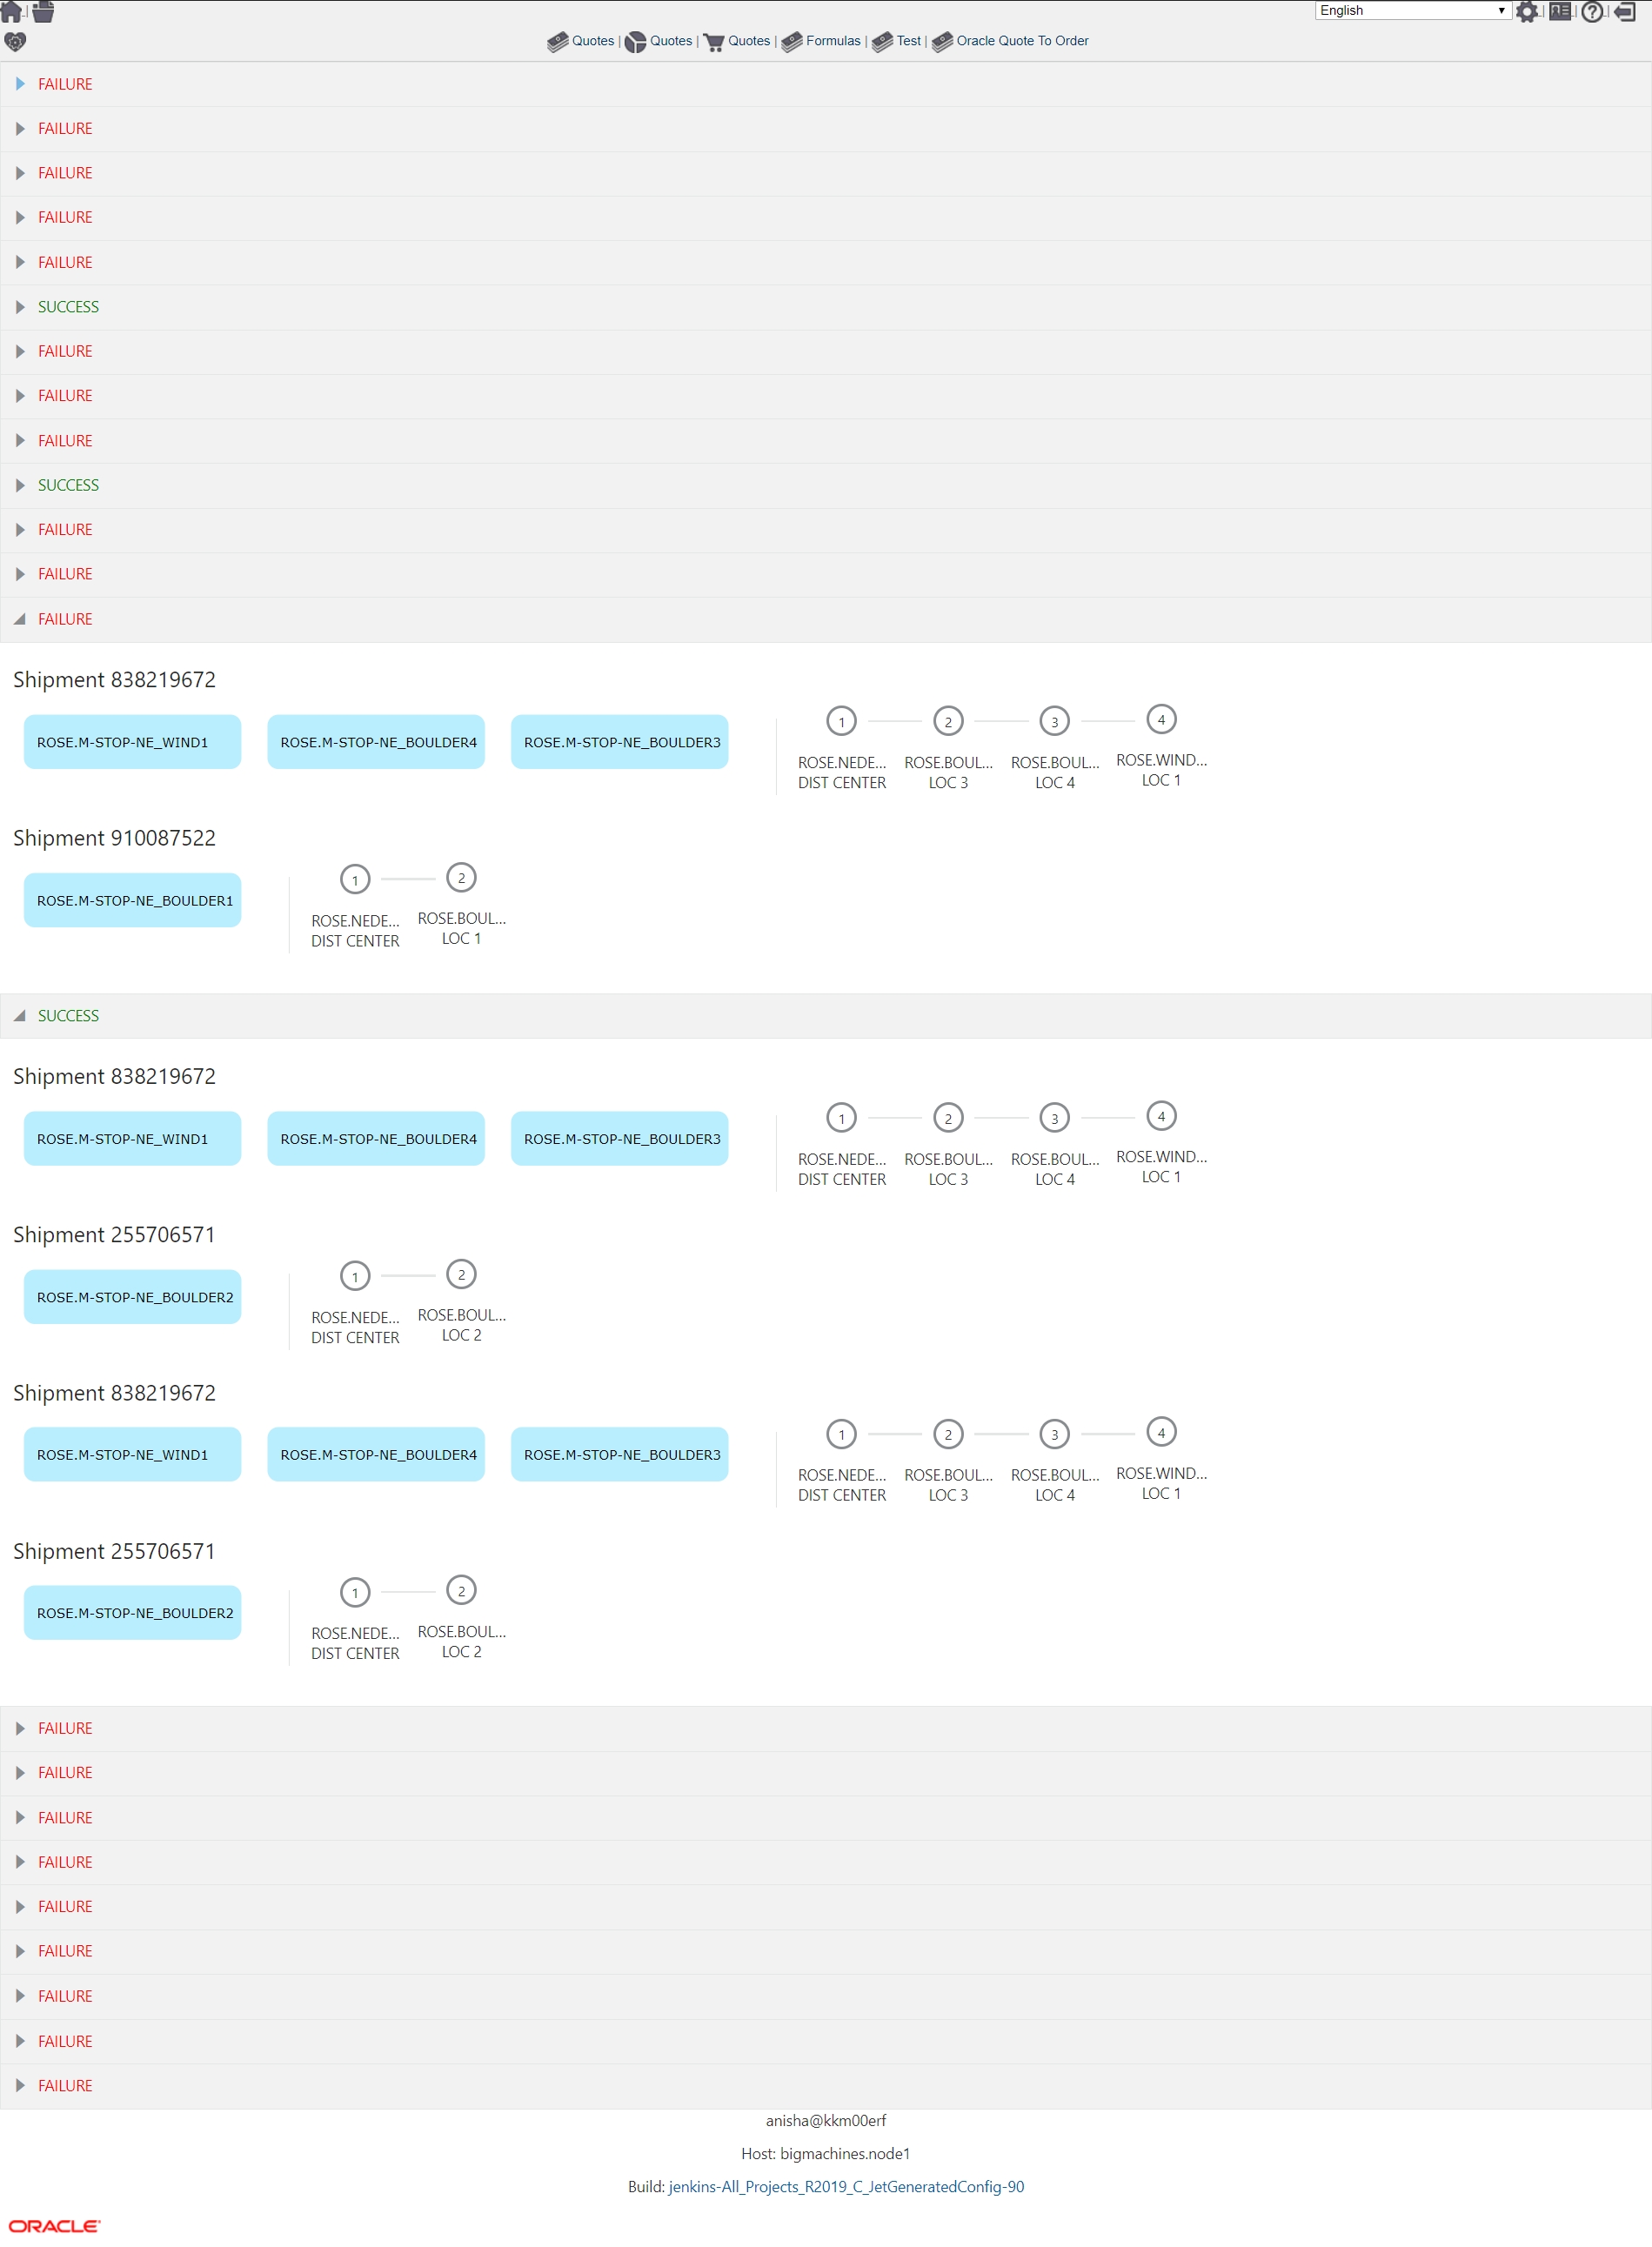 English
Quotes | Quotes | Quotes | Formulas | Test | Oracle Quote To Order
FAILURE
FAILURE
FAILURE
FAILURE
FAILURE
SUCCESS
FAILURE
FAILURE
FAILURE
SUCCESS
FAILURE
FAILURE
FAILURE
Shipment 838219672
ROSE.M-STOP-NE_WIND1 ROSE.M-STOP-NE_BOULDER4 ROSE.M-STOP-NE_BOULDER3
1 2 3 4
ROSE.NEDE... ROSE.BOUL... ROSE.BOUL... ROSE.WIND...
DIST CENTER LOC 3 LOC 4 LOC 1
Shipment 910087522
ROSE.M-STOP-NE_BOULDER1
1 2
ROSE.NEDE... ROSE.BOUL...
DIST CENTER LOC 1
SUCCESS
Shipment 838219672
ROSE.M-STOP-NE_WIND1 ROSE.M-STOP-NE_BOULDER4 ROSE.M-STOP-NE_BOULDER3
1 2 3 4
ROSE.NEDE... ROSE.BOUL... ROSE.BOUL... ROSE.WIND...
DIST CENTER LOC 3 LOC 4 LOC 1
Shipment 255706571
ROSE.M-STOP-NE_BOULDER2
1 2
ROSE.NEDE... ROSE.BOUL...
DIST CENTER LOC 2
Shipment 838219672
ROSE.M-STOP-NE_WIND1 ROSE.M-STOP-NE_BOULDER4 ROSE.M-STOP-NE_BOULDER3
1 2 3 4
ROSE.NEDE... ROSE.BOUL... ROSE.BOUL... ROSE.WIND...
DIST CENTER LOC 3 LOC 4 LOC 1
Shipment 255706571
ROSE.M-STOP-NE_BOULDER2
1 2
ROSE.NEDE... ROSE.BOUL...
DIST CENTER LOC 2
FAILURE
FAILURE
FAILURE
FAILURE
FAILURE
FAILURE
FAILURE
FAILURE
FAILURE
anisha@kkm00erf
Host: bigmachines.node1
Build: jenkins-All_Projects_R2019_C_JetGeneratedConfig-90
ORACLE